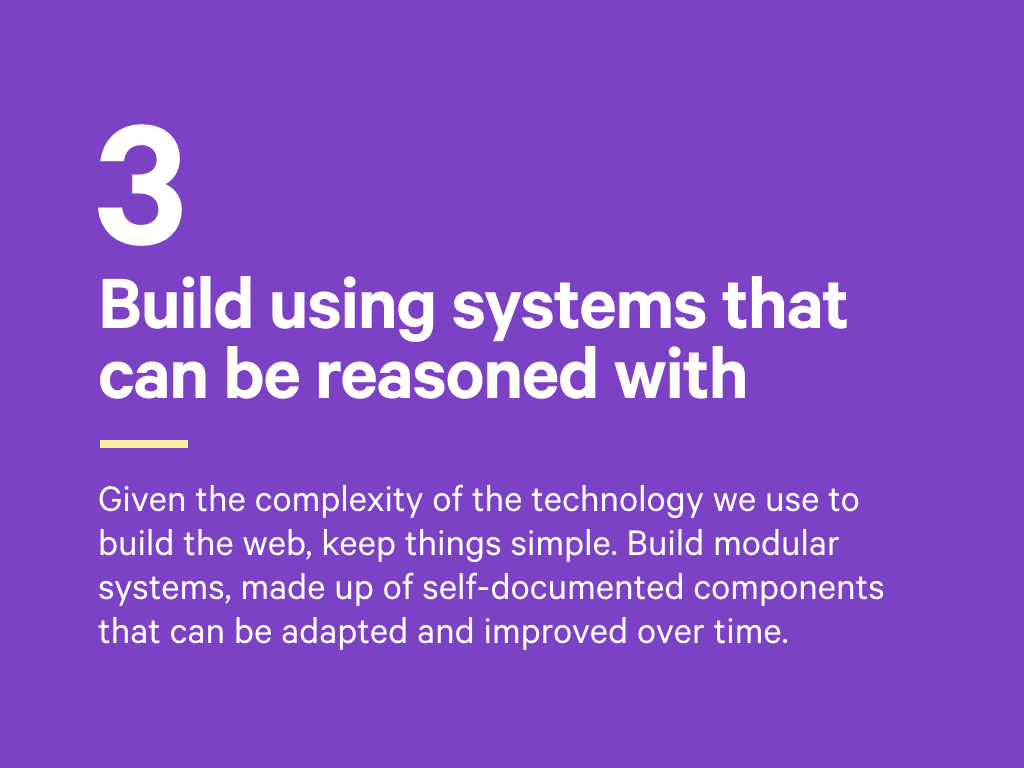 3
Build using systems that
can be reasoned with
Given the complexity of the technology we use to
build the web, keep things simple. Build modular
systems, made up of self-documented components
that can be adapted and improved over time.